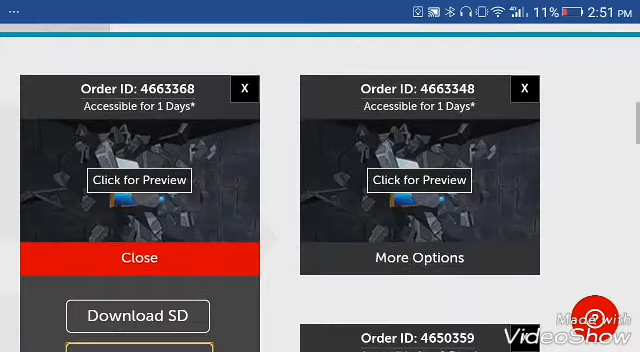 11% 2:51 PM
Order ID: 4663368
X
Accessible for 1 Days*
Click for Preview
Close
Download SD
Order ID: 4663348
X
Accessible for 1 Days*
Click for Preview
More Options
Order ID: 4650359
?
Made with
VideoShow